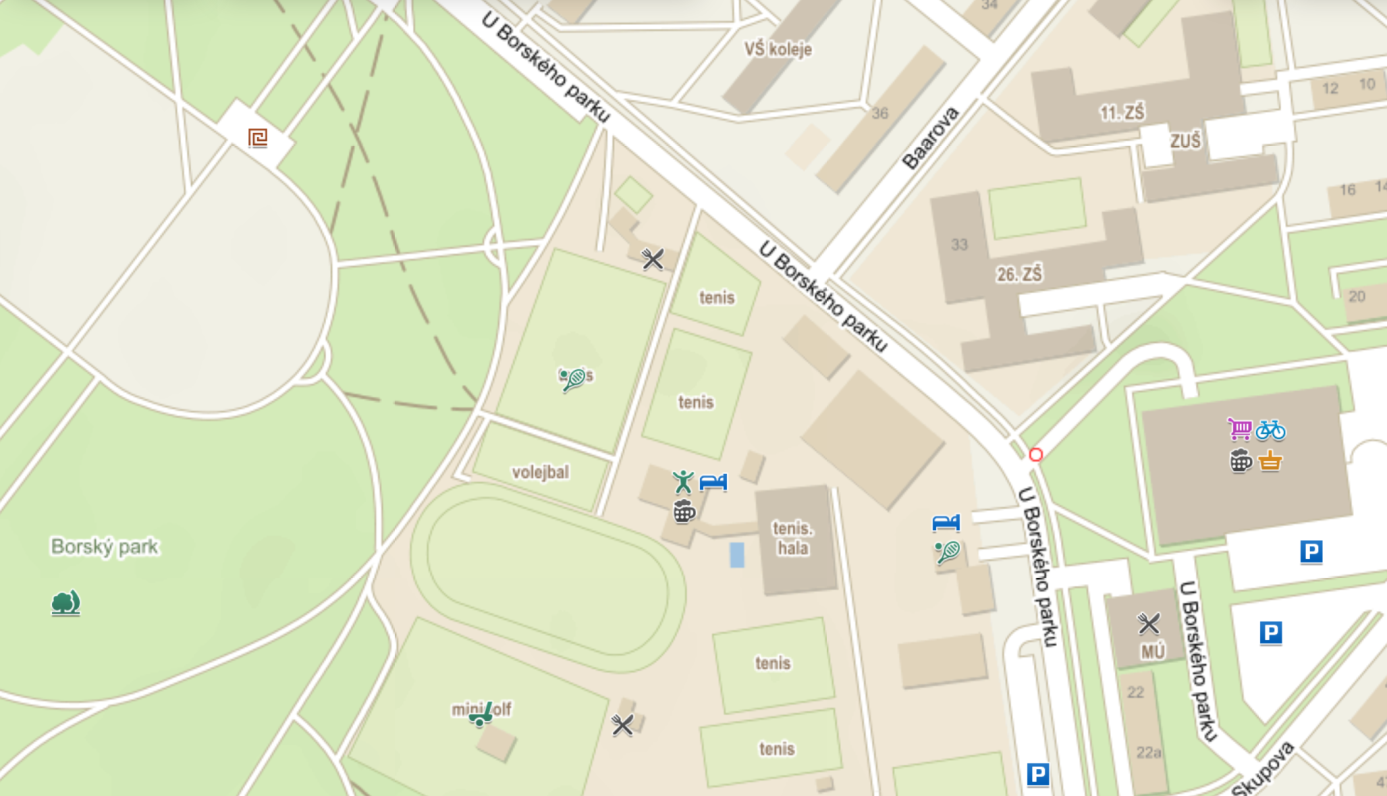 U Borského parku
VŠ koleje
34
36
Baarova
11. ZŠ
ZUŠ
12
10
16
33
26. ZŠ
20
U Borského parku
tenis
tenis
volejbal
tenis.
hala
Borský park
P
U Borského parku
MÚ
U Borského parku
P
22
22a
tenis
tenis
minigolf
P
Skupova